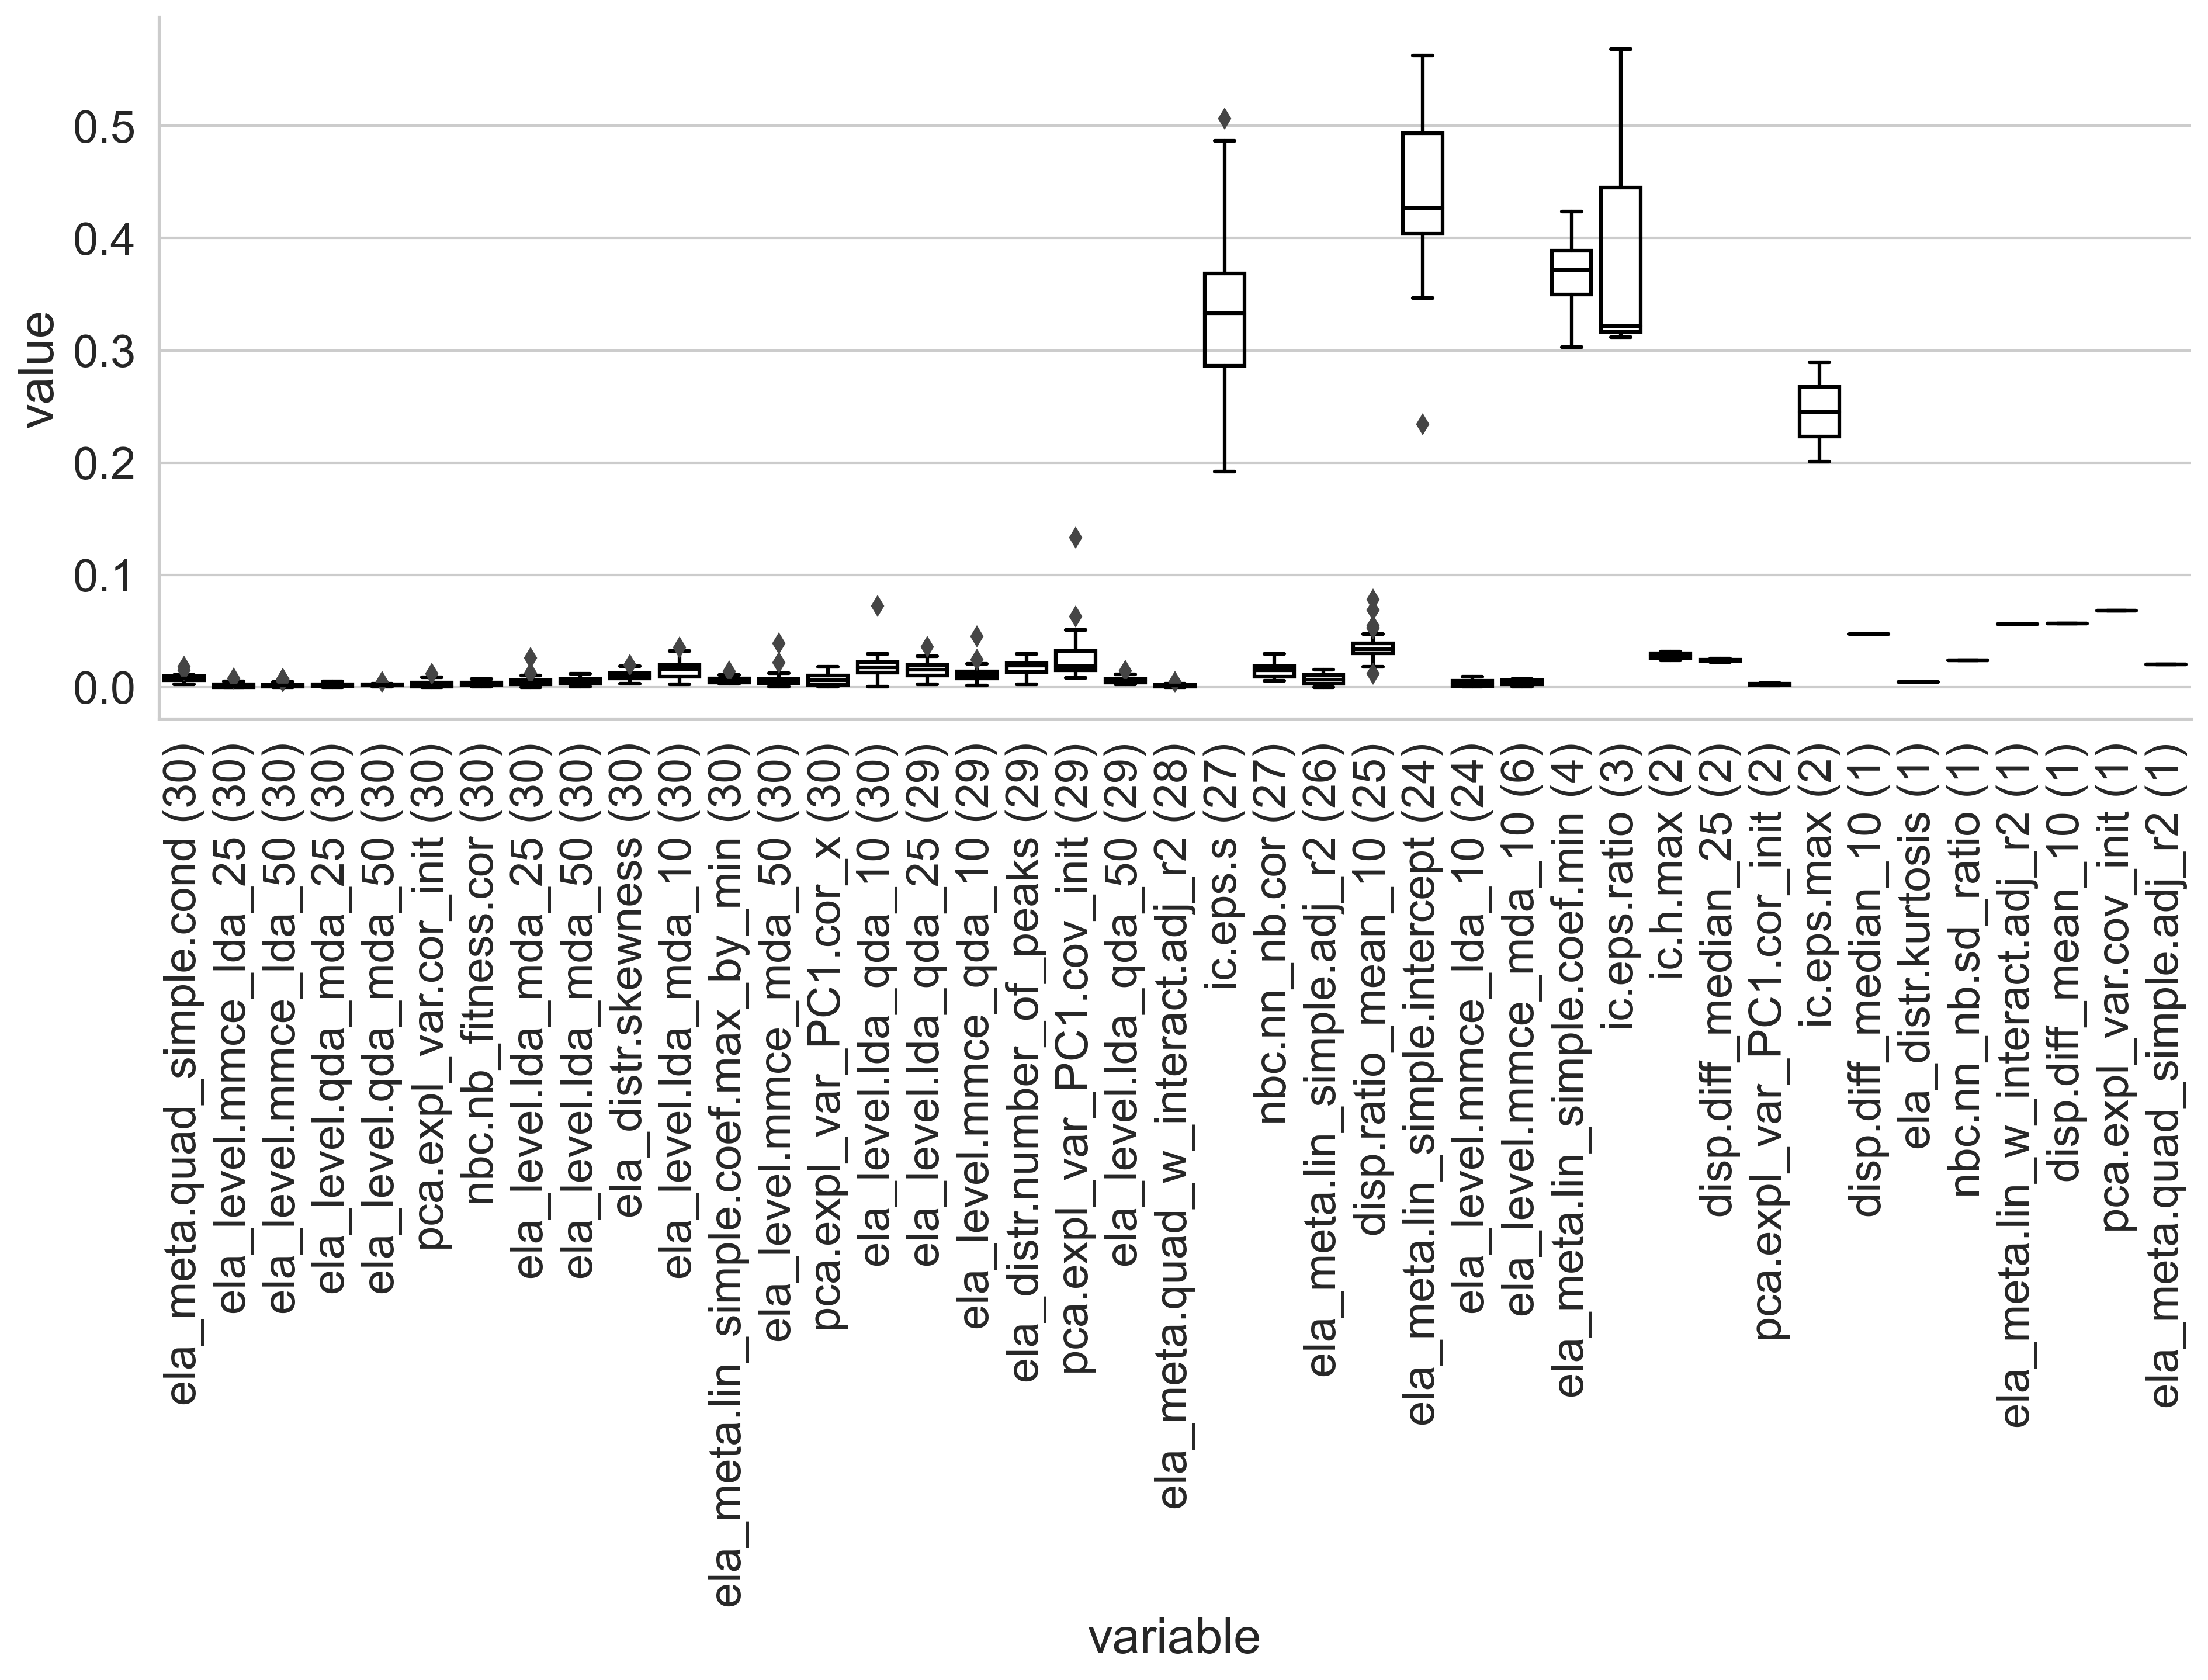 value
0.5
0.4
0.3
0.2
0.1
0.0
ela_meta.quad_simple.cond (30)
ela_level.mmce_lda_25 (30)
ela_level.mmce_lda_50 (30)
ela_level.qda_mda_25 (30)
ela_level.qda_mda_50 (30)
pca.expl_var.cor_init (30)
nbc.nb_fitness.cor (30)
ela_level.lda_mda_25 (30)
ela_level.lda_mda_50 (30)
ela_distr.skewness (30)
ela_level.lda_mda_10 (30)
ela_meta.lin_simple.coef.max_by_min (30)
ela_level.mmce_mda_50 (30)
pca.expl_var_PC1.cor_x (30)
ela_level.lda_qda_10 (30)
ela_level.lda_qda_25 (29)
ela_level.mmce_qda_10 (29)
ela_distr.number_of_peaks (29)
pca.expl_var_PC1.cov_init (29)
ela_level.lda_qda_50 (29)
ela_meta.quad_w_interact.adj_r2 (28)
ic.eps.s (27)
nbc.nn_nb.cor (27)
ela_meta.lin_simple.adj_r2 (26)
disp.ratio_mean_10 (25)
ela_meta.lin_simple.intercept (24)
ela_level.mmce_lda_10 (24)
ela_level.mmce_mda_10 (6)
ela_meta.lin_simple.coef.min (4)
ic.eps.ratio (3)
ic.h.max (2)
disp.diff_median_25 (2)
pca.expl_var_PC1.cor_init (2)
ic.eps.max (2)
disp.diff_median_10 (1)
ela_distr.kurtosis (1)
nbc.nn_nb.sd_ratio (1)
ela_meta.lin_w_interact.adj_r2 (1)
disp.diff_mean_10 (1)
pca.expl_var.cov_init (1)
ela_meta.quad_simple.adj_r2 (1)
variable